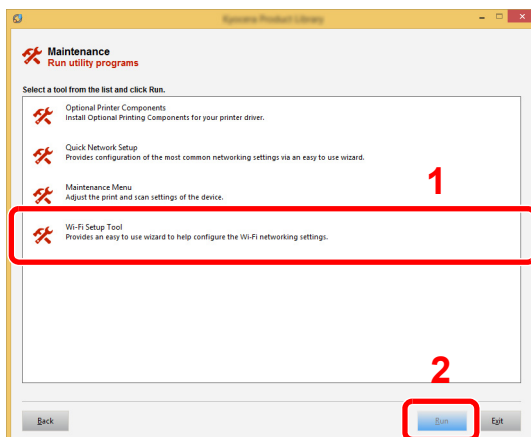 Kyocera Product Library
Maintenance
Run utility programs
Select a tool from the list and click Run.
Optional Printer Components
Install Optional Printing Components for your printer driver.
Quick Network Setup
Provides configuration of the most common networking settings via an easy to use wizard.
Maintenance Menu
Adjust the print and scan settings of the device.
1
Wi-Fi Setup Tool
Provides an easy to use wizard to help configure the Wi-Fi networking settings.
2
Back
Run
Exit